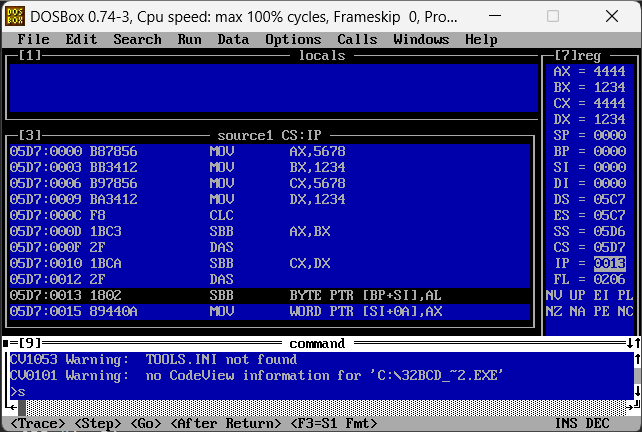 DOS BOX DOSBox 0.74-3, Cpu speed: max 100% cycles, Frameskip 0, Pro...
File Edit Search Run Data Options Calls Windows Help
[1] locals
[7]reg
AX = 4444
BX = 1234
CX = 4444
DX = 1234
SP = 0000
BP = 0000
SI = 0000
DI = 0000
DS = 05C7
ES = 05C7
SS = 05D6
CS = 05D7
IP = 0013
FL = 0206
NV UP EI PL
NZ NA PE NC
[3] source1 CS:IP
05D7:0000 B87856 MOV AX,5678
05D7:0003 BB3412 MOV BX,1234
05D7:0006 B97856 MOV CX,5678
05D7:0009 BA3412 MOV DX,1234
05D7:000C F8 CLC
05D7:000D 1BC3 SBB AX,BX
05D7:000F 2F DAS
05D7:0010 1BCA SBB CX,DX
05D7:0012 2F DAS
05D7:0013 1802 SBB BYTE PTR [BP+SI],AL
05D7:0015 89440A MOV WORD PTR [SI+0A],AX
[9] command
CV1053 Warning: TOOLS.INI not found
CV0101 Warning: no CodeView information for 'C:\32BCD_~2.EXE'
>s
<Trace> <Step> <Go> <After Return> <F3=S1 Fmt> INS DEC